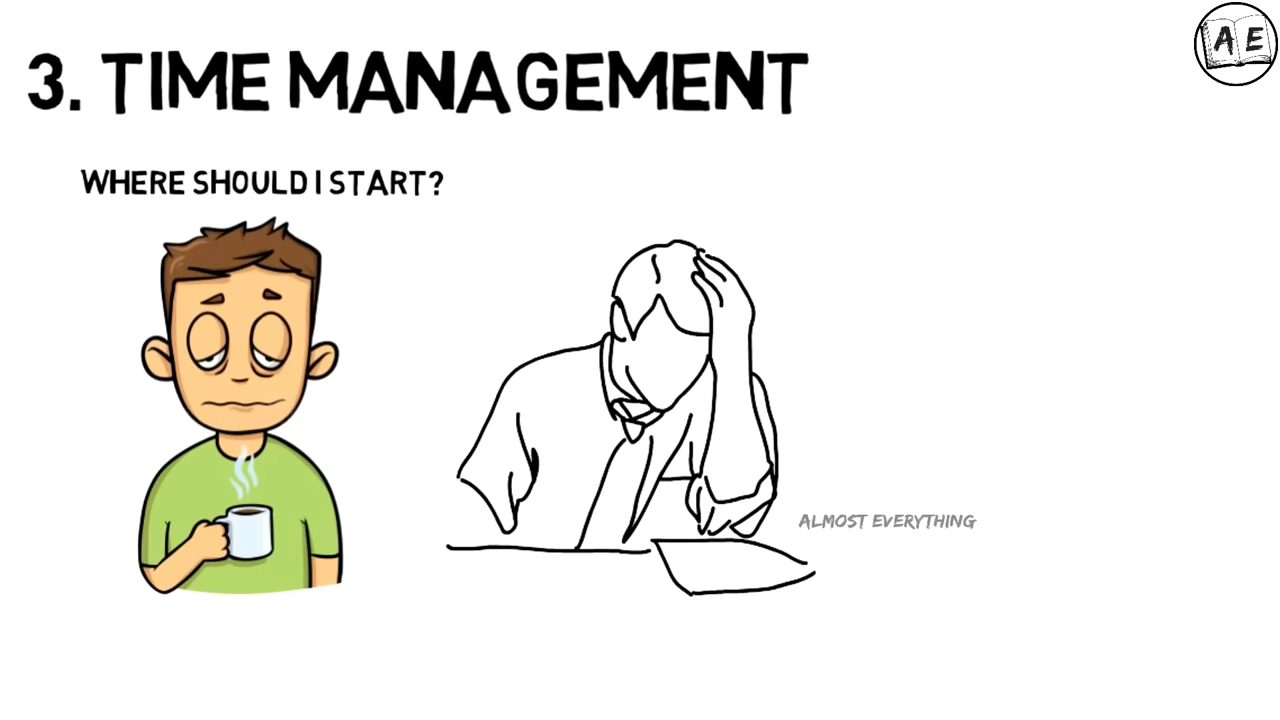 A E
3. TIME MANAGEMENT
WHERE SHOULD I START?
ALMOST EVERYTHING